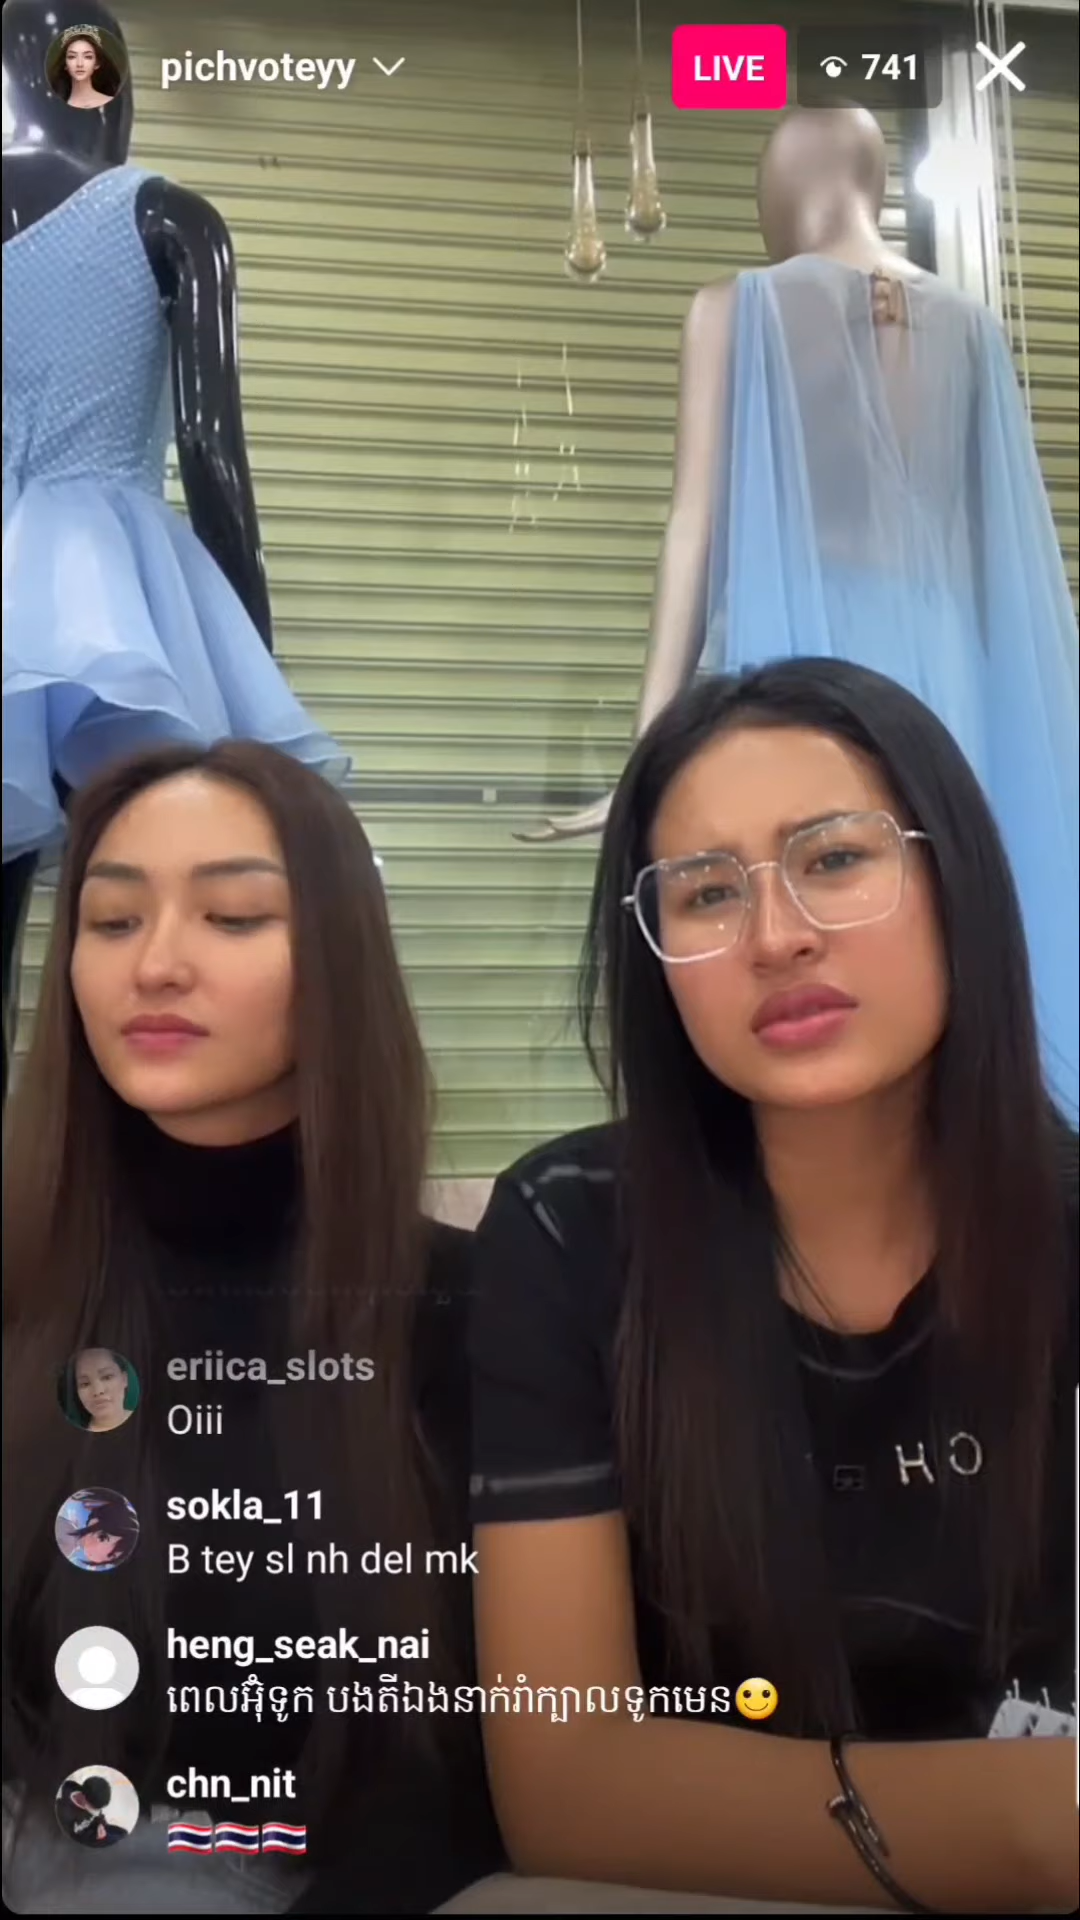 pichvoteyy
LIVE
741
eriica_slots
Oiii
sokla_11
B tey sl nh del mk
heng_seak_nai
ពេលអ៊ុំទូក បងតីឯងនាក់រាំក្បាលទូកមេន🙂
chn_nit
🇹🇭🇹🇭🇹🇭